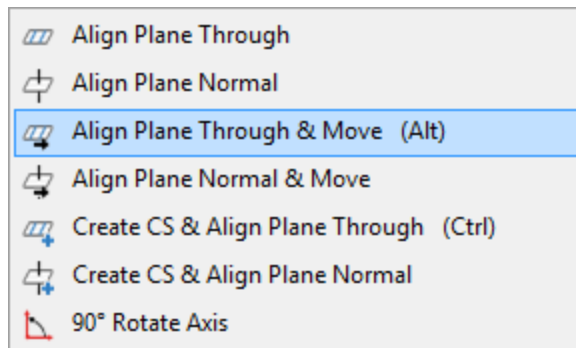 Align Plane Through
Align Plane Normal
Align Plane Through & Move (Alt)
Align Plane Normal & Move
Create CS & Align Plane Through (Ctrl)
Create CS & Align Plane Normal
90° Rotate Axis